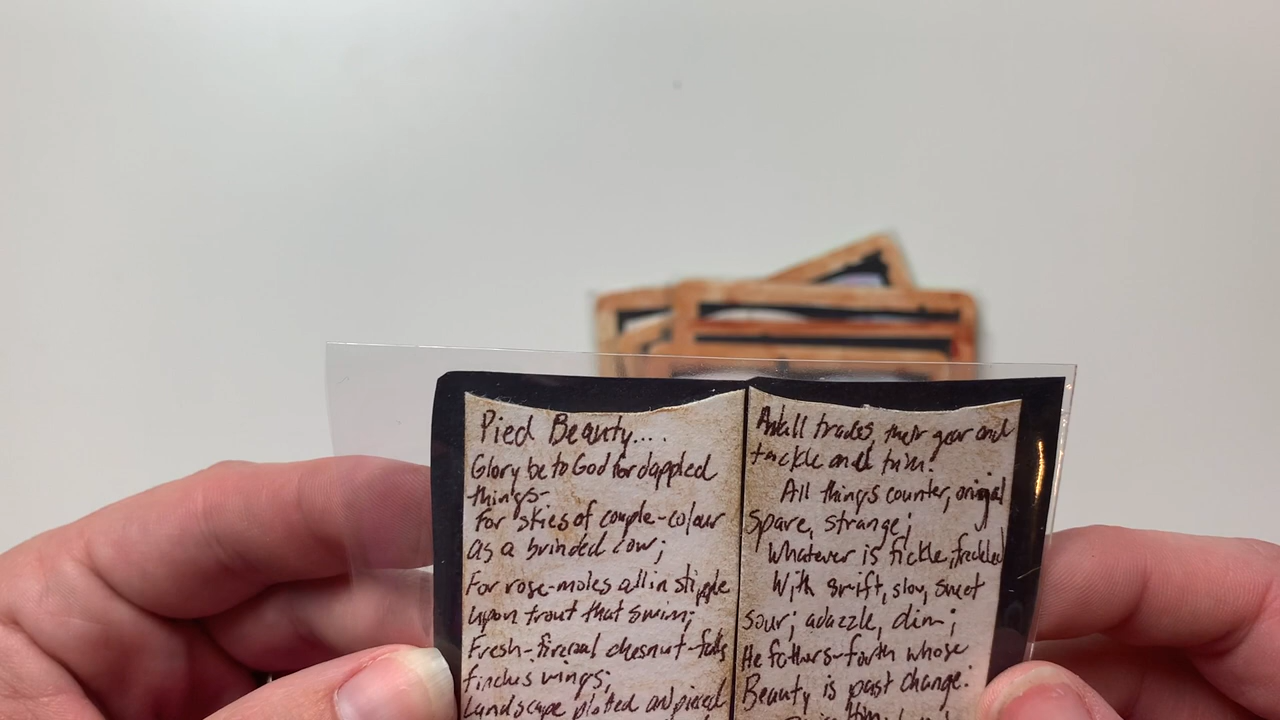 Pied Beauty....
Glory be to God for dappled
things-
For skies of couple-colour
As a brinded cow;
For rose-moles all in stipple
upon trout that swim;
Fresh-firecoal chesnut-falls
finches wings;
Landscape plotted and pieced
And all trades, their gear and
tackle and trim.
All things counter, original
Spare, strange;
Whatever is fickle, freckled
With swift, slow, sweet
sour; adazzle, dim;
He fathers-forth whose
Beauty is past change: